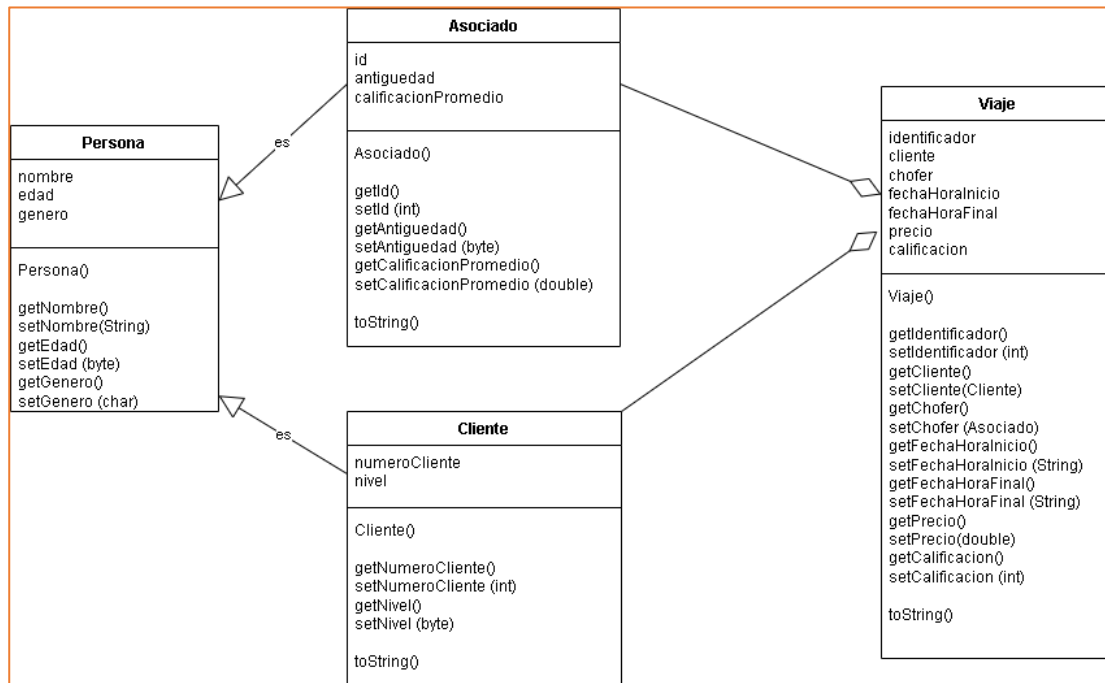 Persona
nombre
edad
genero
Persona()
getNombre()
setNombre(String)
getEdad()
setEdad (byte)
getGenero()
setGenero (char)
es
es
Asociado
id
antiguedad
calificacionPromedio
Asociado()
getId()
setId (int)
getAntiguedad()
setAntiguedad (byte)
getCalificacionPromedio()
setCalificacionPromedio (double)
toString()
Cliente
numeroCliente
nivel
Cliente()
getNumeroCliente()
setNumeroCliente (int)
getNivel()
setNivel (byte)
toString()
Viaje
identificador
cliente
chofer
fechaHoraInicio
fechaHoraFinal
precio
calificacion
Viaje()
getIdentificador()
setIdentificador (int)
getCliente()
setCliente(Cliente)
getChofer()
setChofer (Asociado)
getFechaHoraInicio()
setFechaHoraInicio (String)
getFechaHoraFinal()
setFechaHoraFinal (String)
getPrecio()
setPrecio(double)
getCalificacion()
setCalificacion (int)
toString()